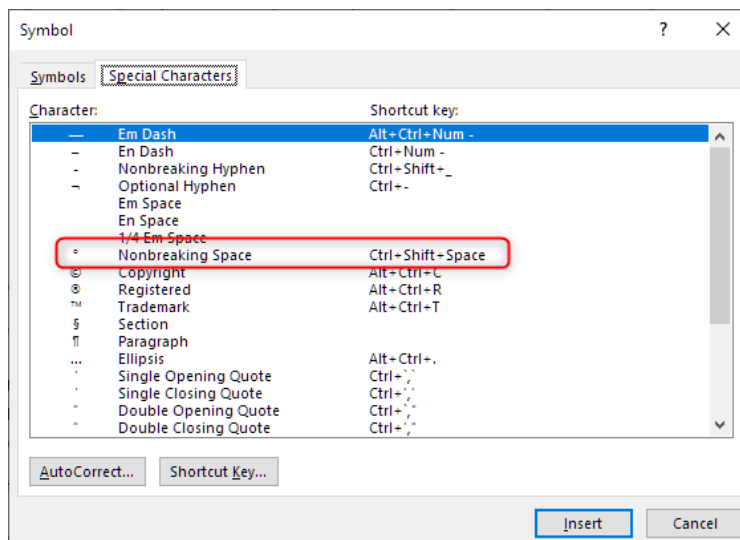 Symbol ? ✕
Symbols Special Characters
Character: Shortcut key:
— Em Dash Alt+Ctrl+Num -
– En Dash Ctrl+Num -
- Nonbreaking Hyphen Ctrl+Shift+_
¬ Optional Hyphen Ctrl+-
Em Space
En Space
1/4 Em Space
° Nonbreaking Space Ctrl+Shift+Space
© Copyright Alt+Ctrl+C
® Registered Alt+Ctrl+R
™ Trademark Alt+Ctrl+T
§ Section
¶ Paragraph
… Ellipsis Alt+Ctrl+.
‘ Single Opening Quote Ctrl+`,`
’ Single Closing Quote Ctrl+','
“ Double Opening Quote Ctrl+`,"
” Double Closing Quote Ctrl+',"
AutoCorrect... Shortcut Key...
Insert Cancel